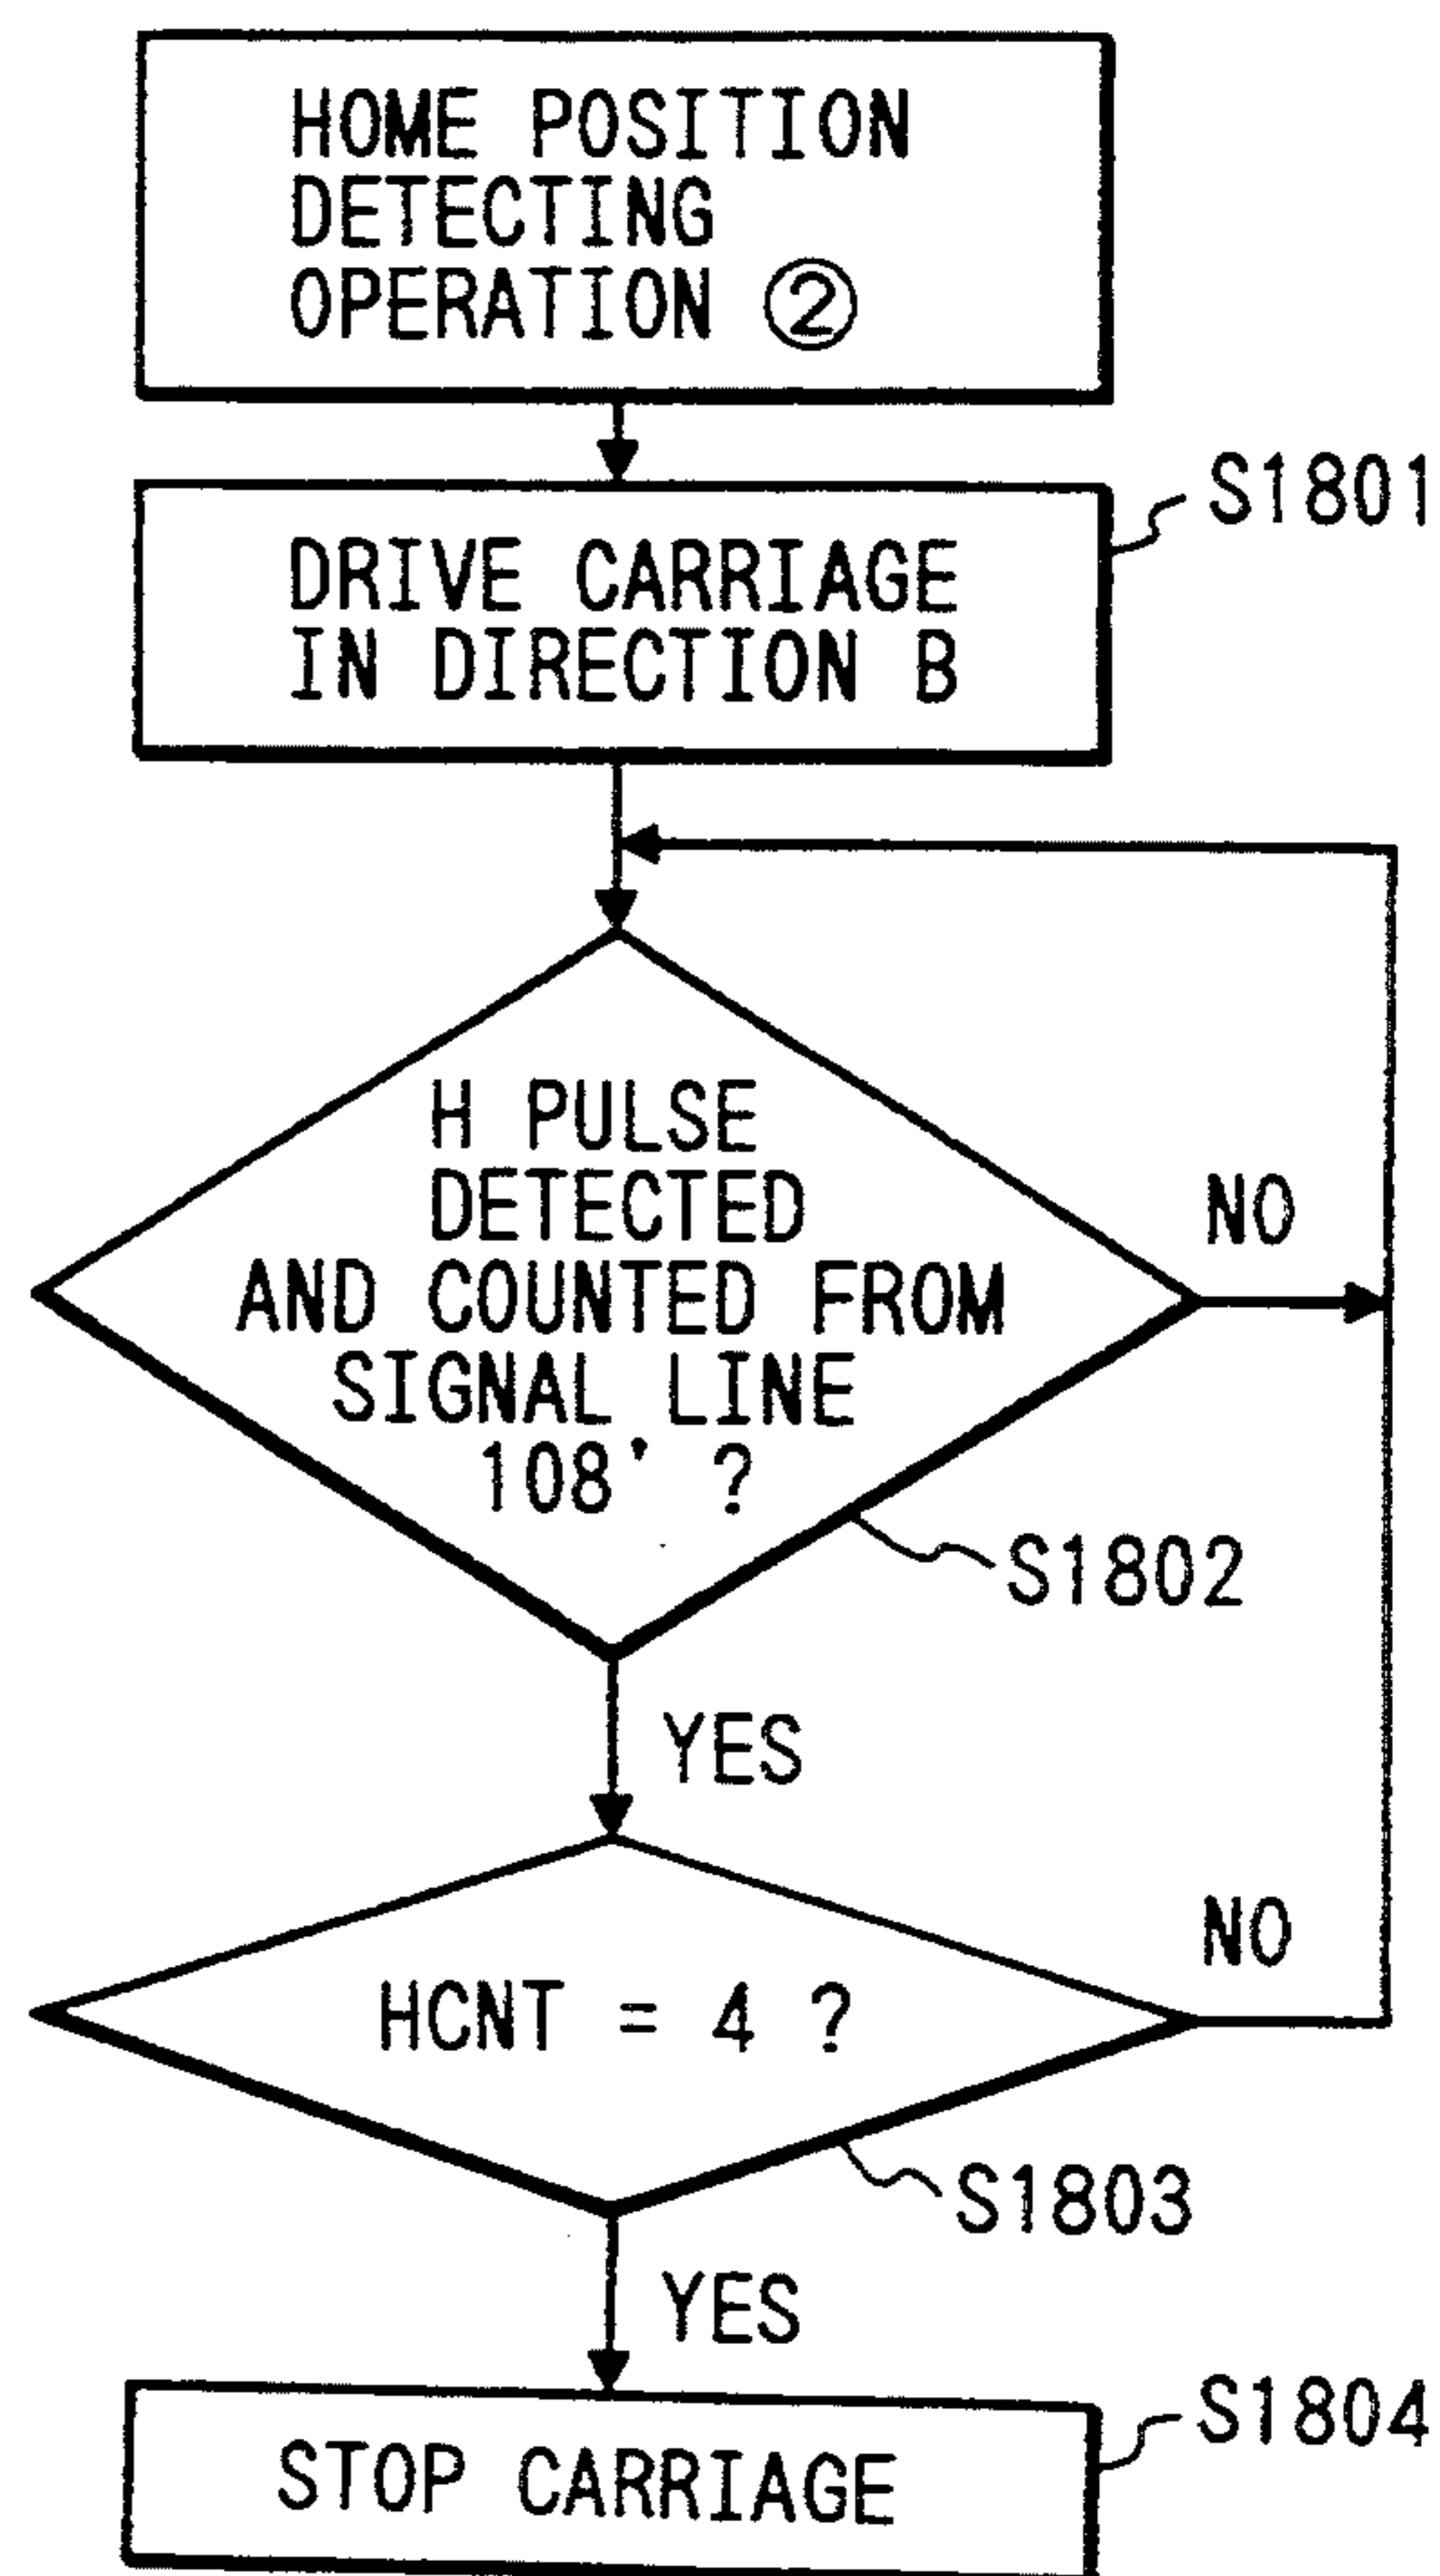 HOME POSITION
DETECTING
OPERATION ②
S1801
DRIVE CARRIAGE
IN DIRECTION B
H PULSE
DETECTED
AND COUNTED FROM
SIGNAL LINE
108' ?
NO
S1802
YES
HCNT = 4 ?
NO
S1803
YES
STOP CARRIAGE
S1804